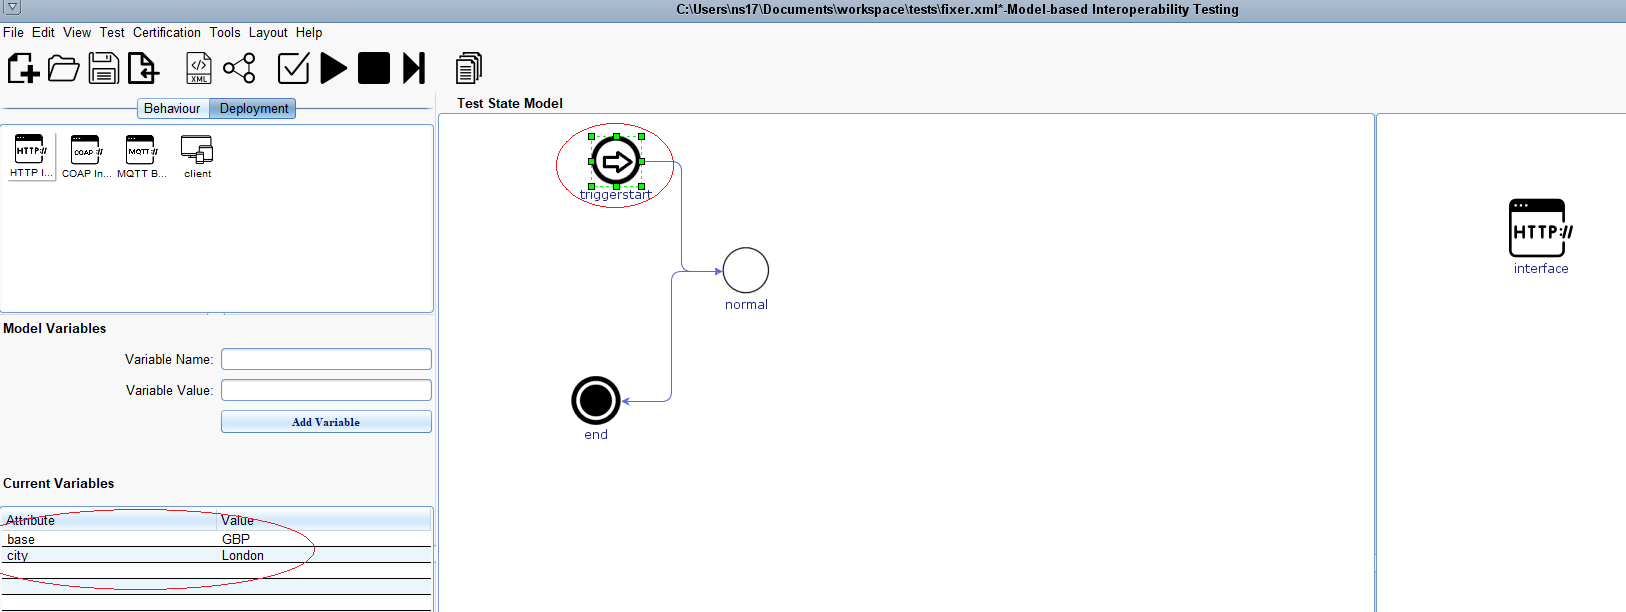 C:\Users\ns17\Documents\workspace\tests\fixer.xml*-Model-based Interoperability Testing
File Edit View Test Certification Tools Layout Help
</> XML
Behaviour Deployment
Test State Model
HTTP:// COAP:// MQTT://
HTTP I... COAP In... MQTT B... client
triggerstart
HTTP://
interface
normal
Model Variables
Variable Name:
Variable Value:
Add Variable
end
Current Variables
Attribute Value
base GBP
city London